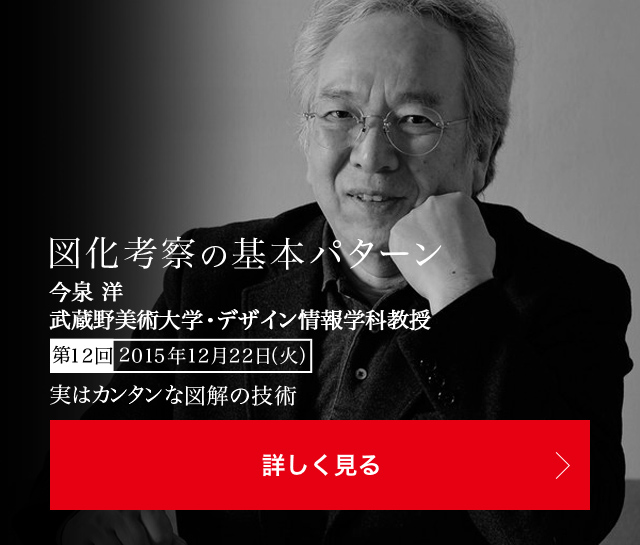 図化考察の基本パターン
今泉 洋
武蔵野美術大学・デザイン情報学科教授
第12回 2015年12月22日(火)
実はカンタンな図解の技術
詳しく見る